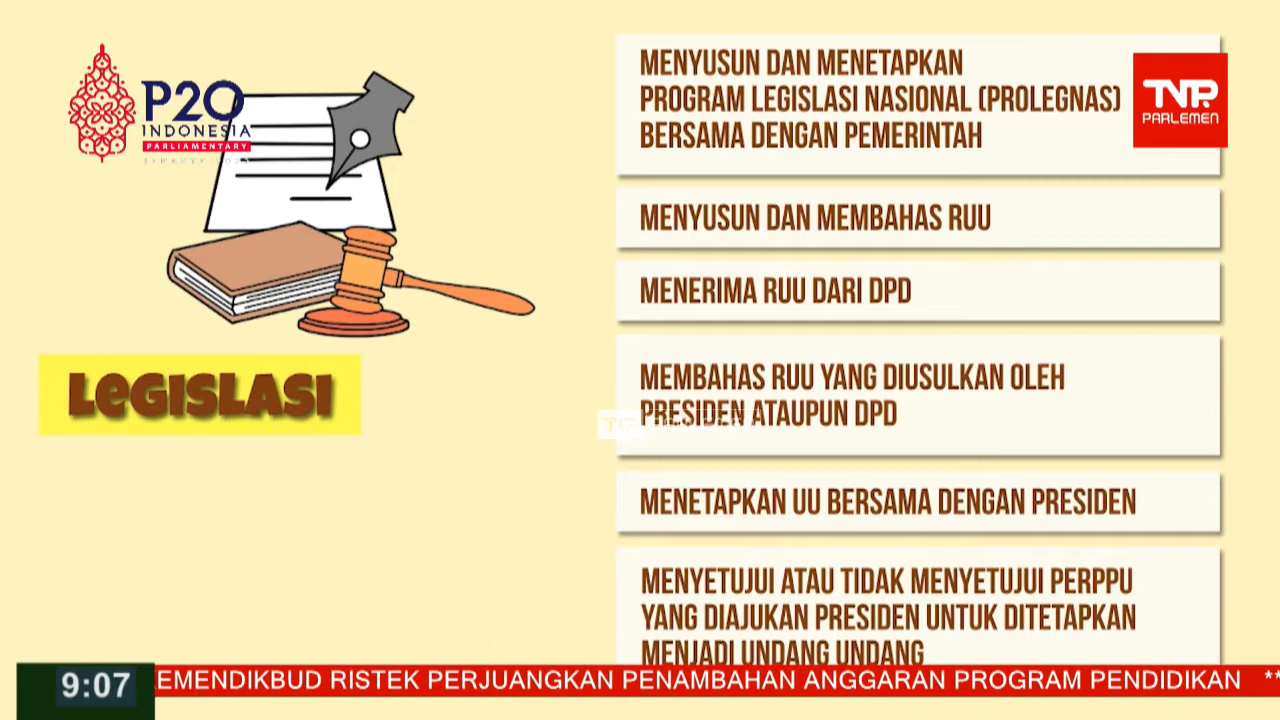 P20
INDONESIA
PARLIAMENTARY
MENYUSUN DAN MENETAPKAN
PROGRAM LEGISLASI NASIONAL (PROLEGNAS)
BERSAMA DENGAN PEMERINTAH
TVP.
PARLEMEN
MENYUSUN DAN MEMBAHAS RUU
MENERIMA RUU DARI DPD
MEMBAHAS RUU YANG DIUSULKAN OLEH
PRESIDEN ATAUPUN DPD
LEGISLASI
MENETAPKAN UU BERSAMA DENGAN PRESIDEN
MENYETUJUI ATAU TIDAK MENYETUJUI PERPPU
YANG DIAJUKAN PRESIDEN UNTUK DITETAPKAN
MENJADI UNDANG UNDANG
9:07
EMENDIKBUD RISTEK PERJUANGKAN PENAMBAHAN ANGGARAN PROGRAM PENDIDIKAN **